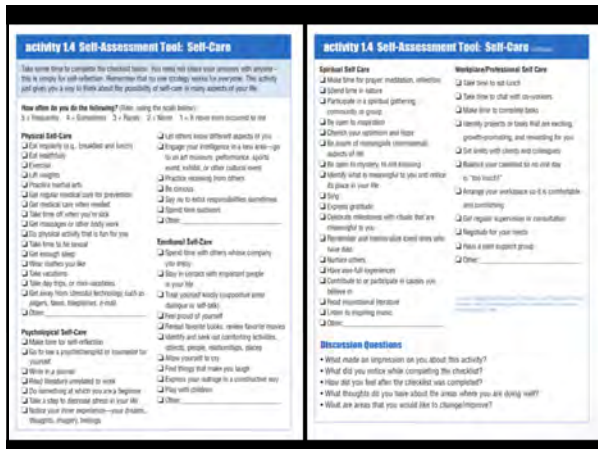 activity 1.4 Self-Assessment Tool: Self-Care
Take some time to complete the checklist below. You need not share your answers with anyone–
this is simply for self-reflection. Remember that no one strategy works for everyone. This activity
just gives you a way to think about the possibility of self-care in many aspects of your life.
How often do you do the following? (Rate, using the scale below):
5 = Frequently 4 = Sometimes 3 = Rarely 2 = Never 1 = It never even occurred to me
Physical Self-Care
Eat regularly (e.g., breakfast and lunch)
Eat healthfully
Exercise
Lift weights
Practice martial arts
Get regular medical care for prevention
Get medical care when needed
Take time off when you're sick
Get massages or other body work
Do physical activity that is fun for you
Take time to be sexual
Get enough sleep
Wear clothes you like
Take vacations
Take day trips, or mini-vacations
Get away from stressful technology such as
pagers, faxes, telephones, e-mail
Other:
Psychological Self-Care
Make time for self-reflection
Go to see a psychotherapist or counselor for
yourself
Write in a journal
Read literature unrelated to work
Do something at which you are a beginner
Take a step to decrease stress in your life
Notice your inner experience—your dreams,
thoughts, imagery, feelings
Let others know different aspects of you
Engage your intelligence in a new area—go
to an art museum, performance, sports
event, exhibit, or other cultural event
Practice receiving from others
Be curious
Say no to extra responsibilities sometimes
Spend time outdoors
Other:
Emotional Self-Care
Spend time with others whose company
you enjoy
Stay in contact with important people
in your life
Treat yourself kindly (supportive inner
dialogue or self-talk)
Feel proud of yourself
Reread favorite books, review favorite movies
Identify and seek out comforting activities,
objects, people, relationships, places
Allow yourself to cry
Find things that make you laugh
Express your outrage in a constructive way
Play with children
Other:
activity 1.4 Self-Assessment Tool: Self-Care
Spiritual Self Care
Make time for prayer, meditation, reflection
Spend time in nature
Participate in a spiritual gathering,
community or group
Be open to inspiration
Cherish your optimism and hope
Be aware of nontangible (nonmaterial)
aspects of life
Be open to mystery, to not knowing
Identify what is meaningful to you and notice
its place in your life
Sing
Express gratitude
Celebrate milestones with rituals that are
meaningful to you
Remember and memorialize loved ones who
have died
Nurture others
Have awe-full experiences
Contribute to or participate in causes you
believe in
Read inspirational literature
Listen to inspiring music
Other:
Workplace/Professional Self Care
Take time to eat lunch
Take time to chat with co-workers
Make time to complete tasks
Identify projects or tasks that are exciting,
growth-promoting, and rewarding for you
Set limits with clients and colleagues
Balance your caseload so no one day
is "too much!"
Arrange your workspace so it is comfortable
and comforting
Get regular supervision or consultation
Negotiate for your needs
Have a peer support group
Other:
Discussion Questions
• What made an impression on you about this activity?
• What did you notice while completing the checklist?
• How did you feel after the checklist was completed?
• What thoughts do you have about the areas where you are doing well?
• What are areas that you would like to change/improve?